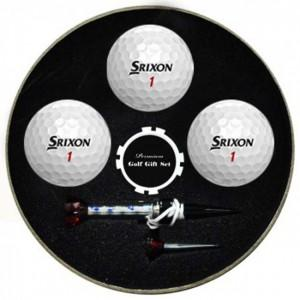 SRIXON
1
SRIXON
1
SRIXON
1
Premium
Golf Gift Set